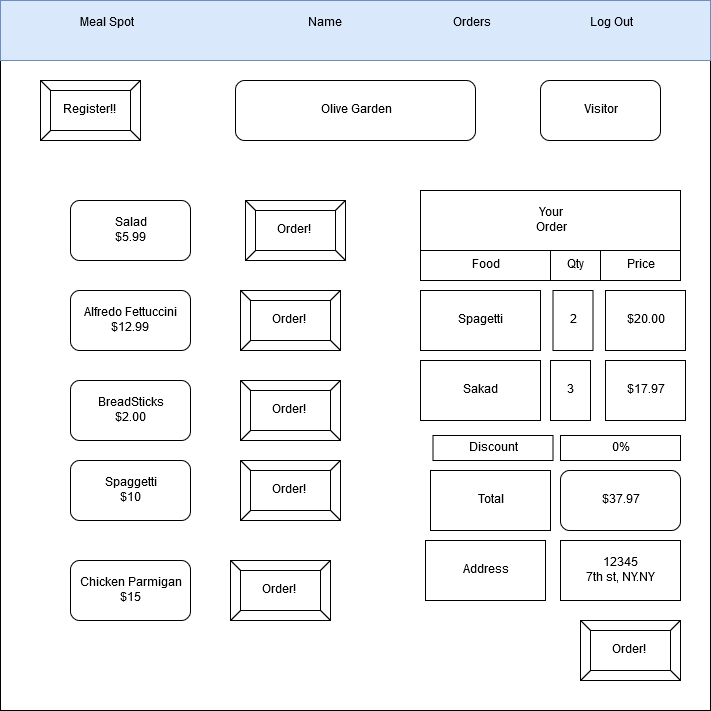 Meal Spot
Name
Orders
Log Out
Register!!
Olive Garden
Visitor
Salad
$5.99
Order!
Alfredo Fettuccini
$12.99
Order!
BreadSticks
$2.00
Order!
Spaggetti
$10
Order!
Chicken Parmigan
$15
Order!
Your
Order
Food
Qty
Price
Spagetti
2
$20.00
Sakad
3
$17.97
Discount
0%
Total
$37.97
Address
12345
7th st, NY.NY
Order!